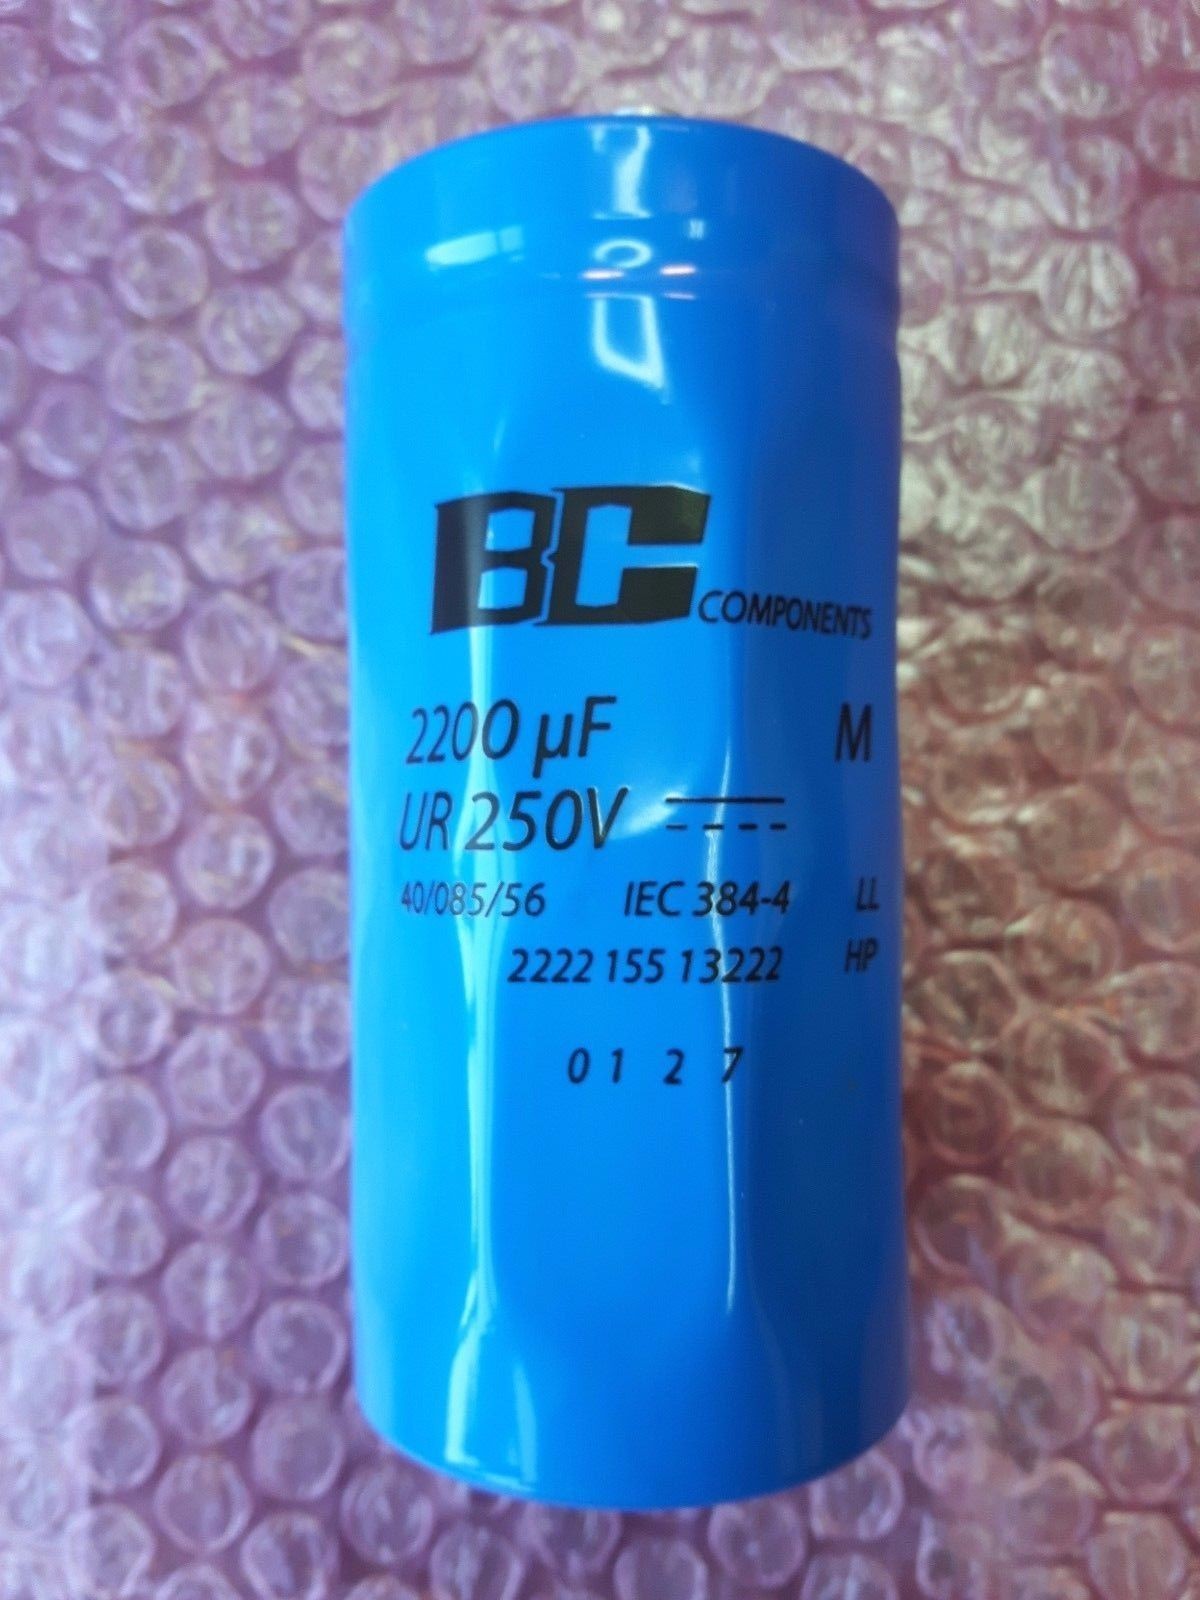 BC COMPONENTS
2200 µF M
UR 250V
40/085/56 IEC 384-4 LL
2222 155 13222 HP
0 1 2 7